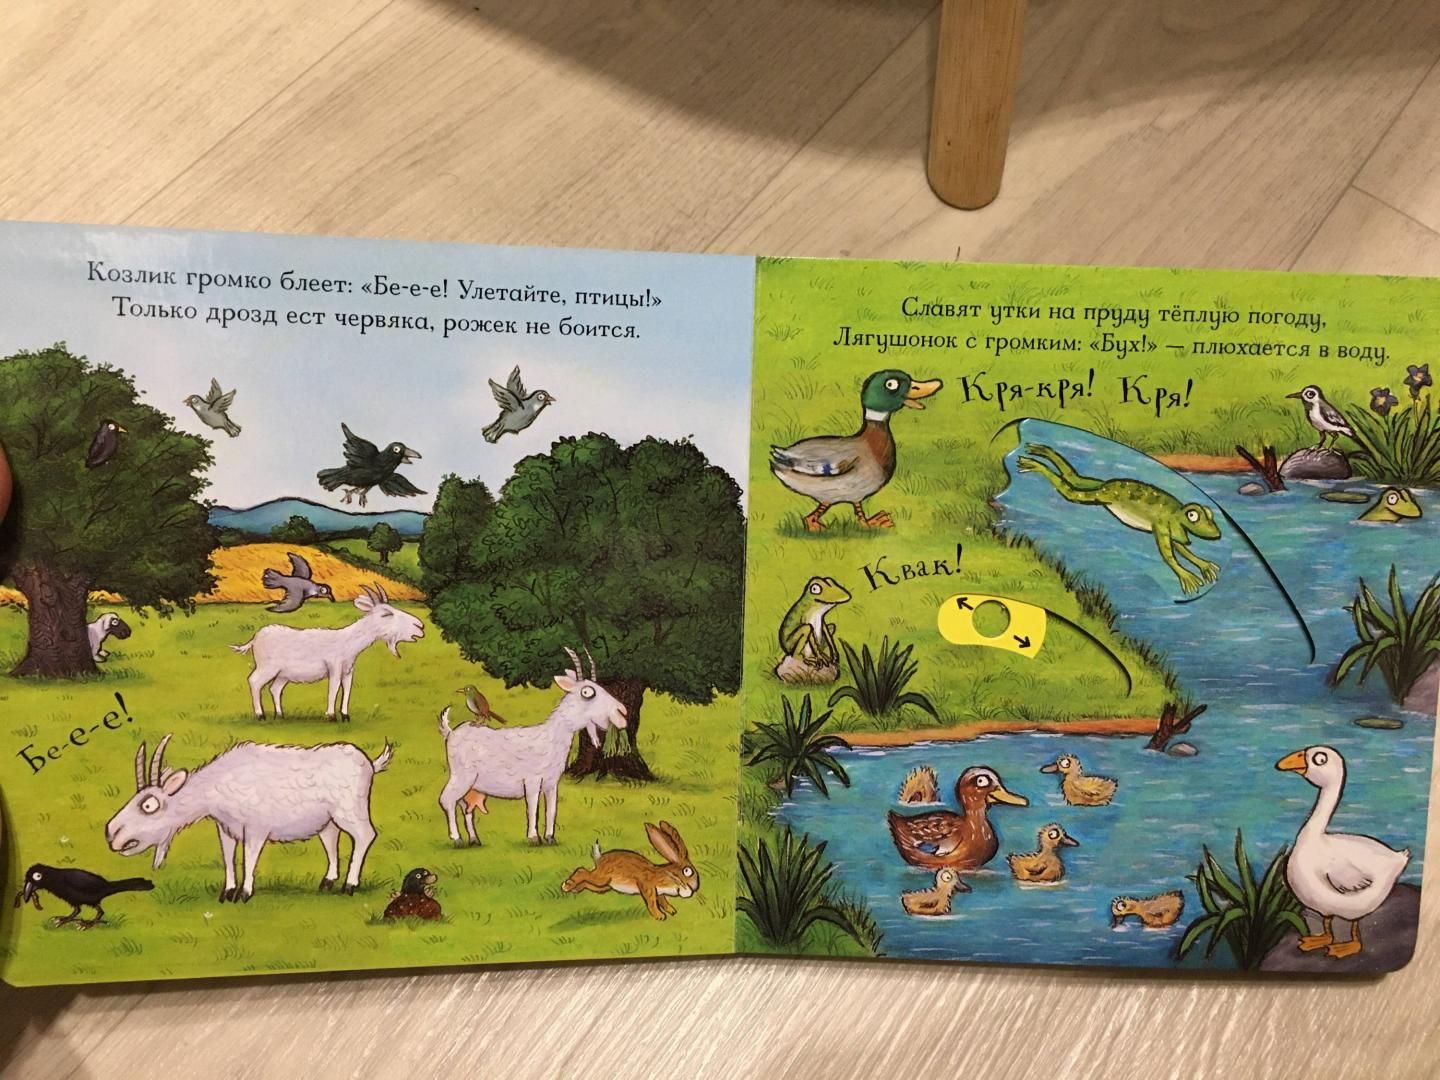 Козлик громко блеет: «Бе-е-е! Улетайте, птицы!»
Только дрозд ест червяка, рожек не боится.
Бе-е-е!
Славят утки на пруду тёплую погоду,
Лягушонок с громким: «Бух!» — плюхается в воду.
Кря-кря! Кря!
Квак!